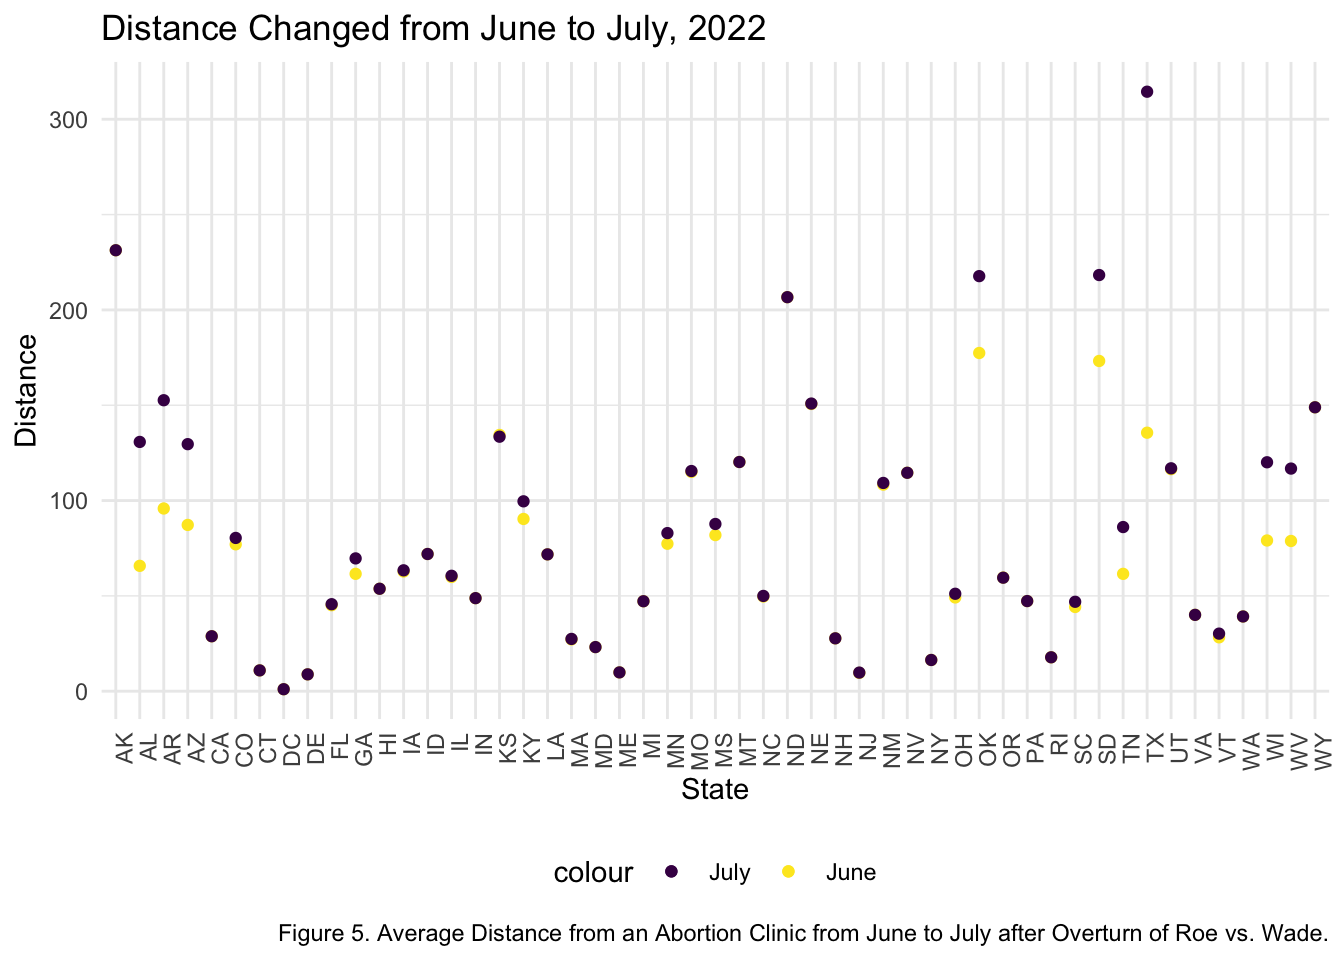 Distance Changed from June to July, 2022
300
200
100
0
Distance
AK AL AR AZ CA CO CT DC DE FL GA HI IA ID IL IN KS KY LA MA MD ME MI MN MO MS MT NC ND NE NH NJ NM NV NY OH OK OR PA RI SC SD TN TX UT VA VT WA WI WV WY
State
colour July June
Figure 5. Average Distance from an Abortion Clinic from June to July after Overturn of Roe vs. Wade.